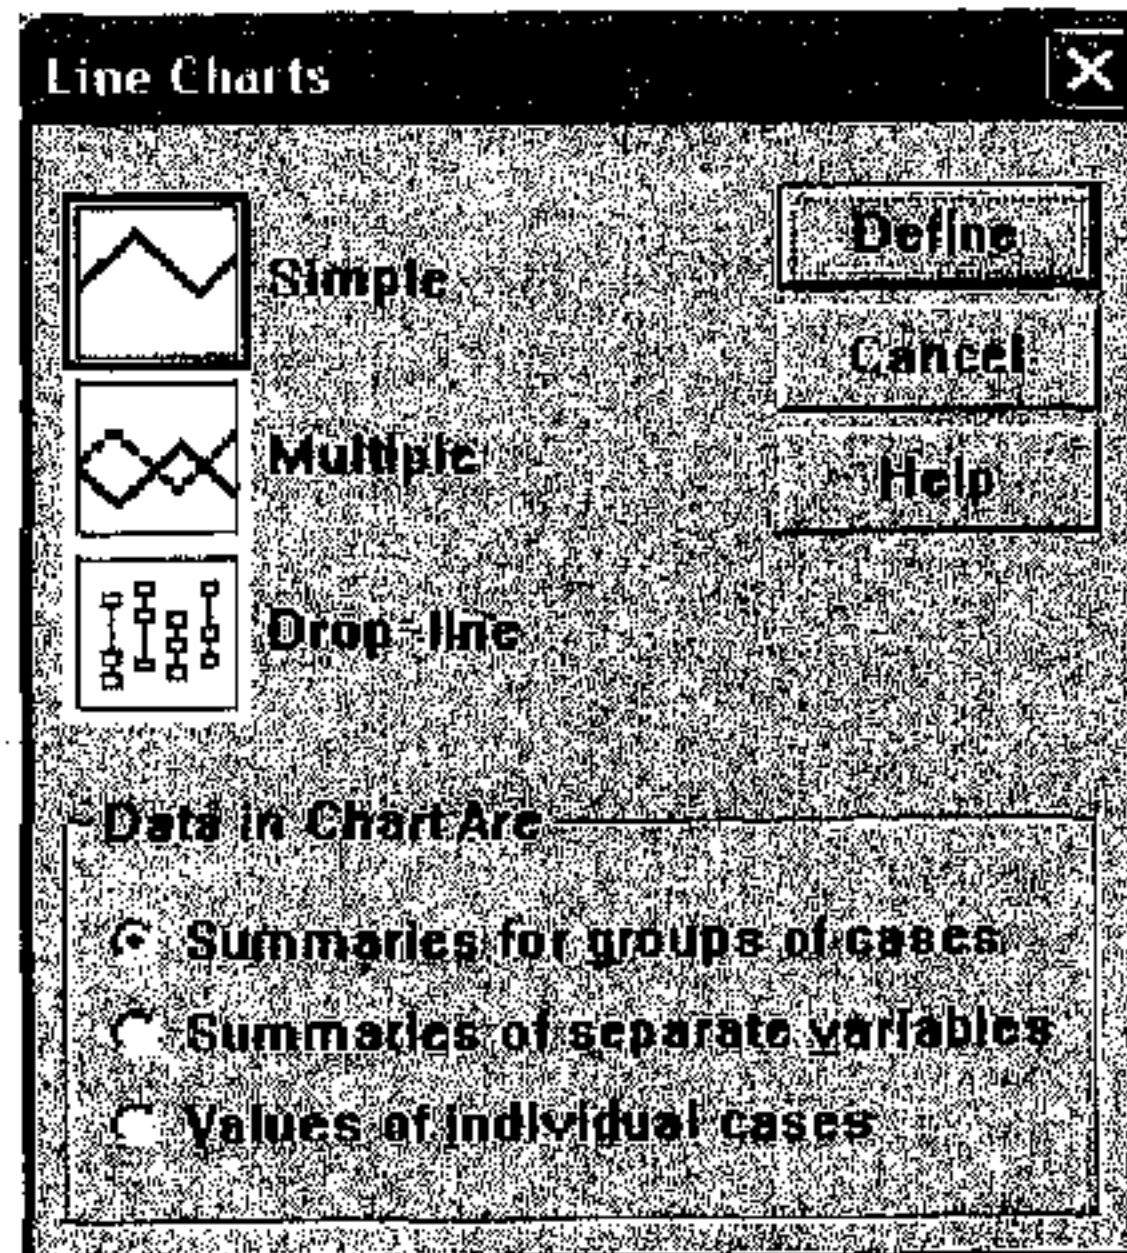 Line Charts
Simple
Define
Cancel
Multiple
Help
Drop-line
Data in Chart Are
Summaries for groups of cases
Summaries of separate variables
Values of individual cases